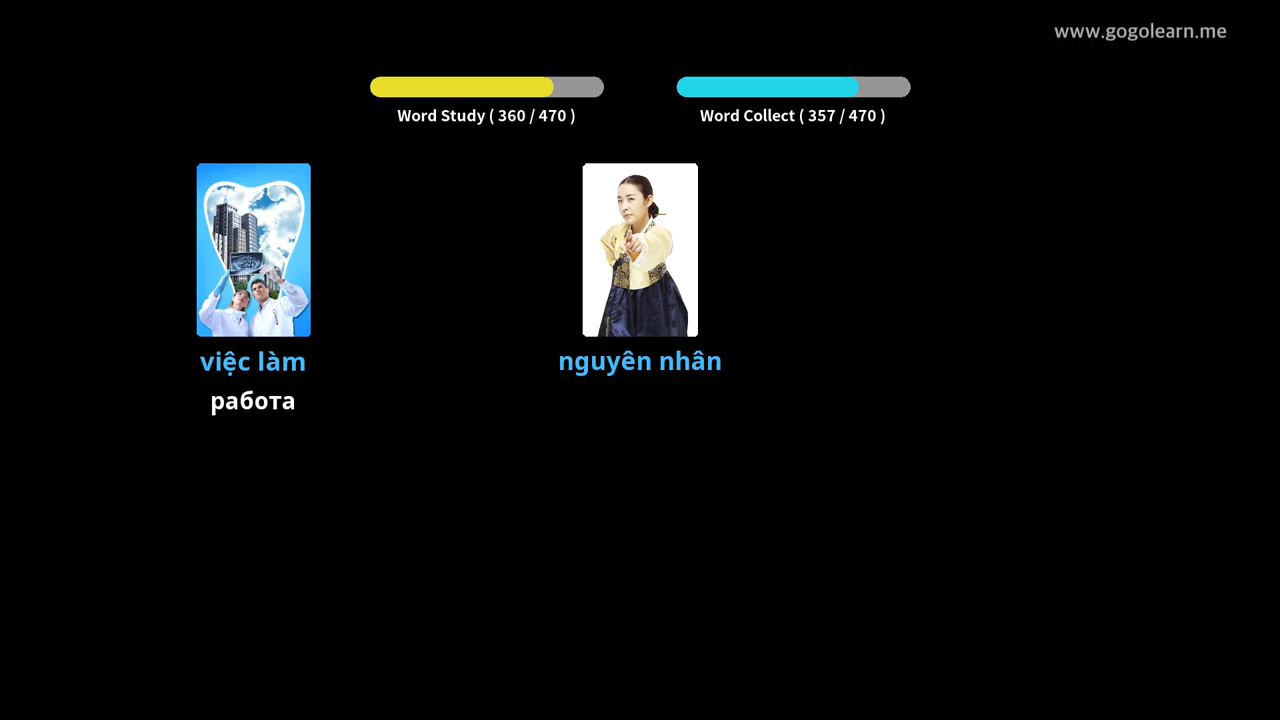 www.gogolearn.me
Word Study ( 360 / 470 )
Word Collect ( 357 / 470 )
việc làm
nguyên nhân
работа